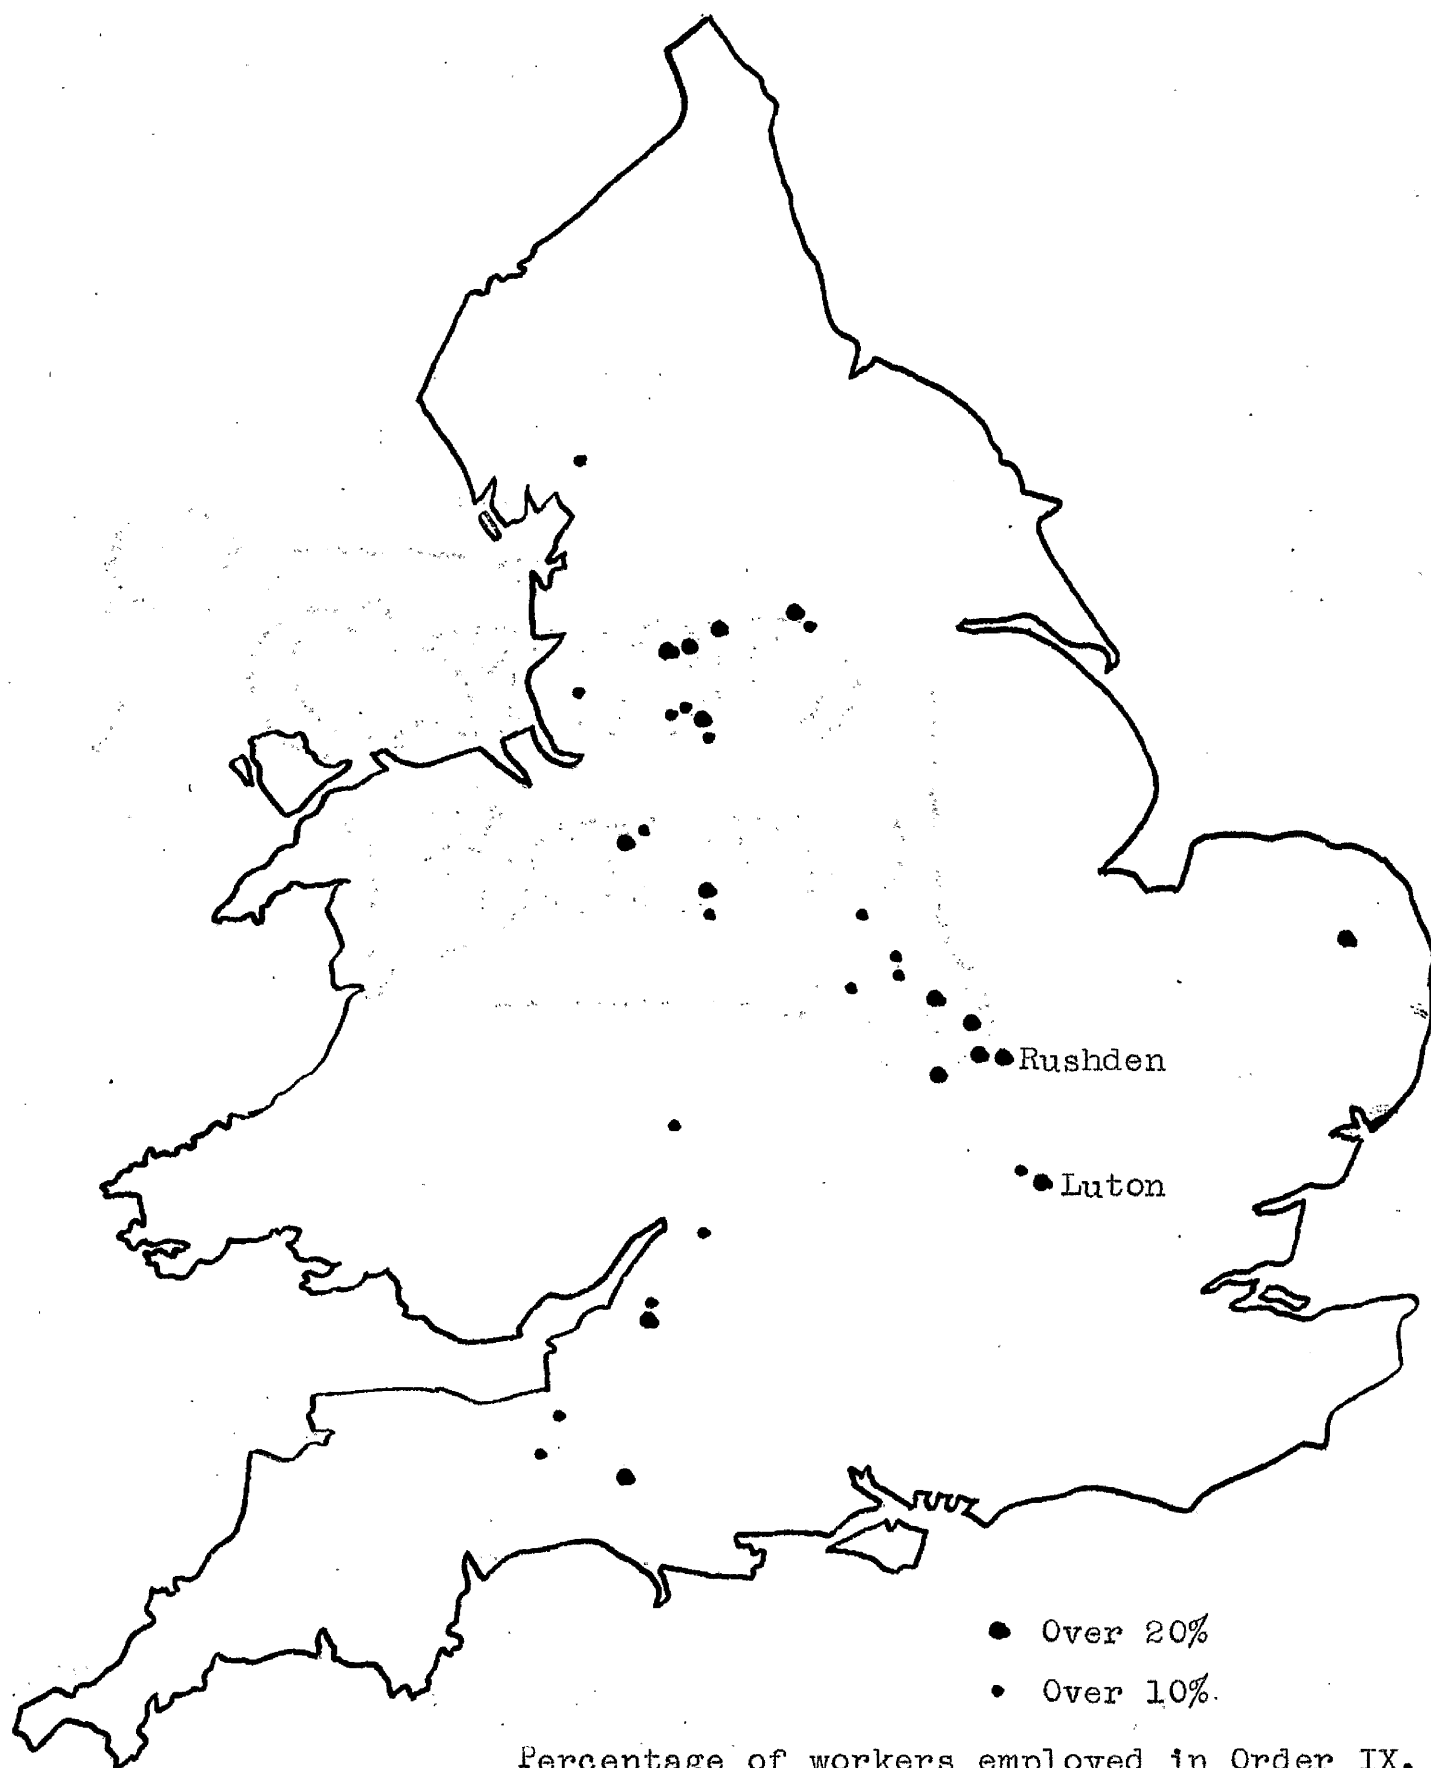 Rushden
Luton
Over 20%
Over 10%.
Percentage of workers employed in Order IX.